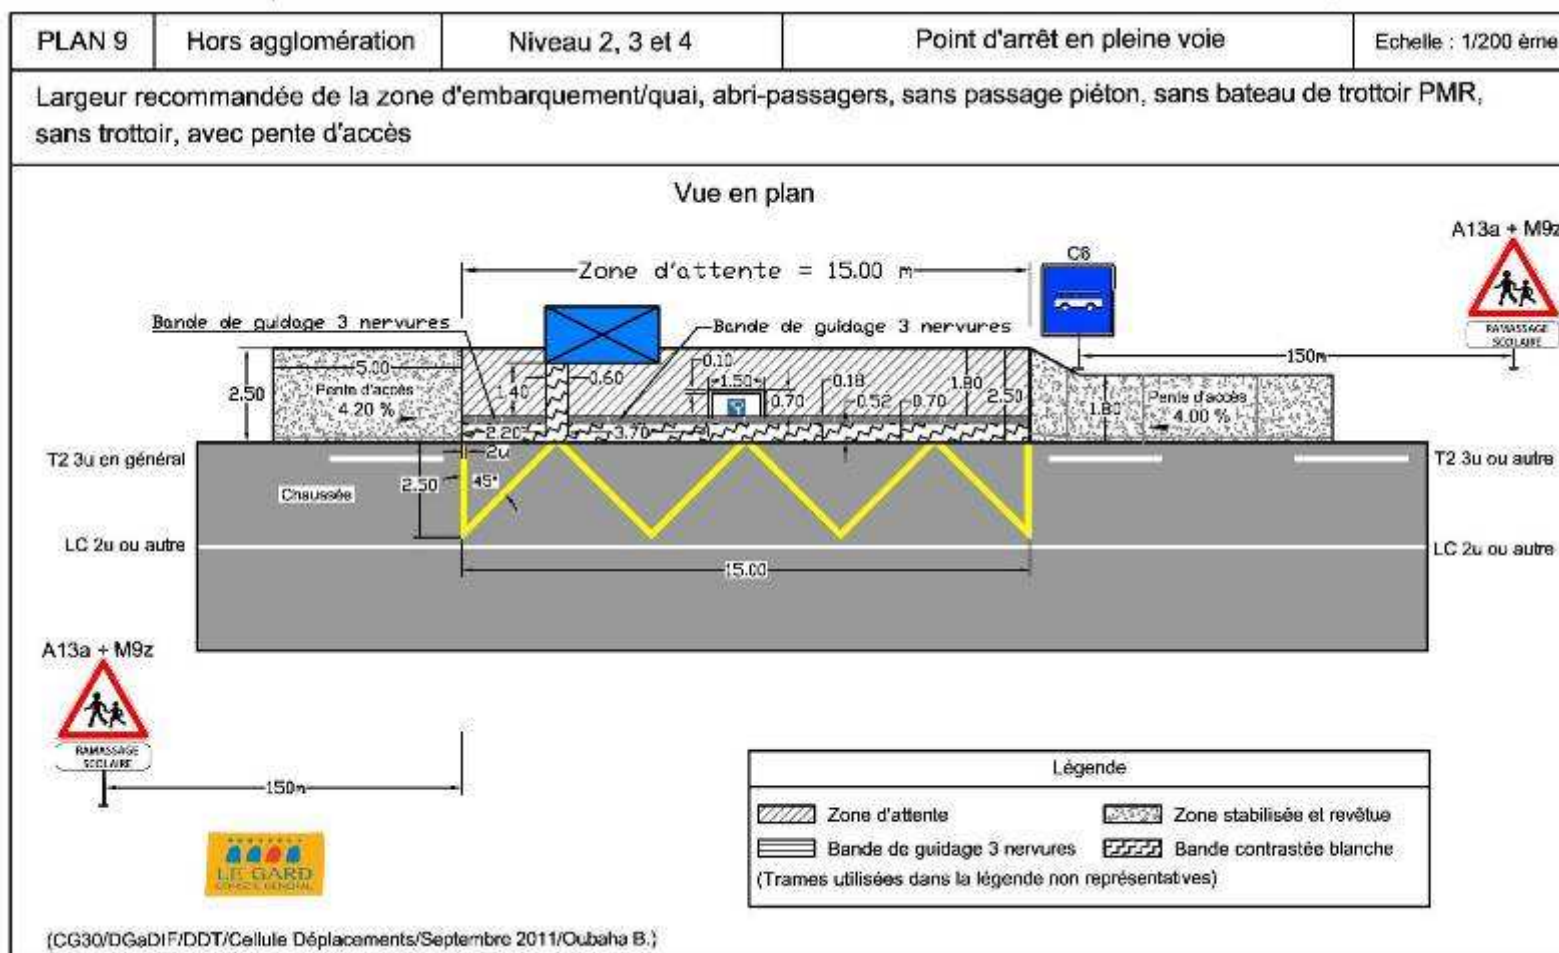 PLAN 9
Hors agglomération
Niveau 2, 3 et 4
Point d'arrêt en pleine voie
Echelle : 1/200 ème
Largeur recommandée de la zone d'embarquement/quai, abri-passagers, sans passage piéton, sans bateau de trottoir PMR,
sans trottoir, avec pente d'accès
Vue en plan
A13a + M9z
C6
Zone d'attente = 15.00 m
Bande de guidage 3 nervures
Bande de guidage 3 nervures
RAMASSAGE
SCOLAIRE
150m
2.50
5.00
Pente d'accès
4.20 %
1.40
0.60
0.10
1.50
0.70
0.18
0.52
0.70
1.80
2.50
1.80
Pente d'accès
4.00 %
2.20
3.70
T2 3u en général
2u
T2 3u ou autre
Chaussée
2.50
45°
LC 2u ou autre
LC 2u ou autre
15.00
A13a + M9z
RAMASSAGE
SCOLAIRE
150m
Légende
Zone d'attente
Zone stabilisée et revêtue
Bande de guidage 3 nervures
Bande contrastée blanche
(Trames utilisées dans la légende non représentatives)
LE GARD
CONSEIL GENERAL
(CG30/DGaDIF/DDT/Cellule Déplacements/Septembre 2011/Oubaha B.)